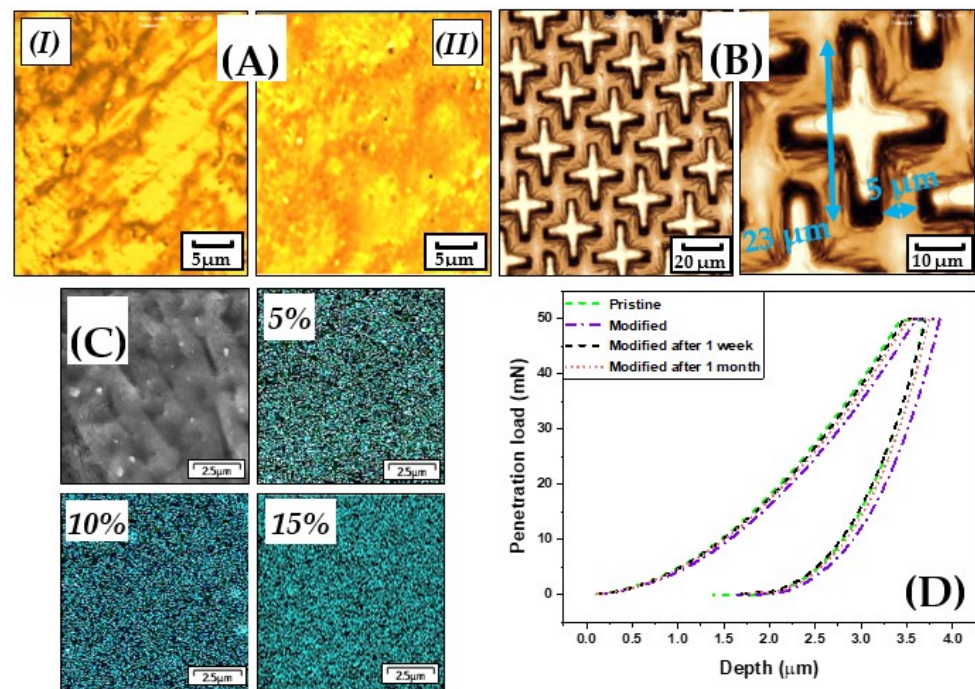 (I)
(A)
(II)
5μm
5μm
(B)
20 μm
5 μm
23 μm
10 μm
(C)
2.5μm
5%
2.5μm
10%
2.5μm
15%
2.5μm
Pristine
Modified
Modified after 1 week
Modified after 1 month
Penetration load (mN)
50
40
30
20
10
0
(D)
0.0 0.5 1.0 1.5 2.0 2.5 3.0 3.5 4.0
Depth (μm)